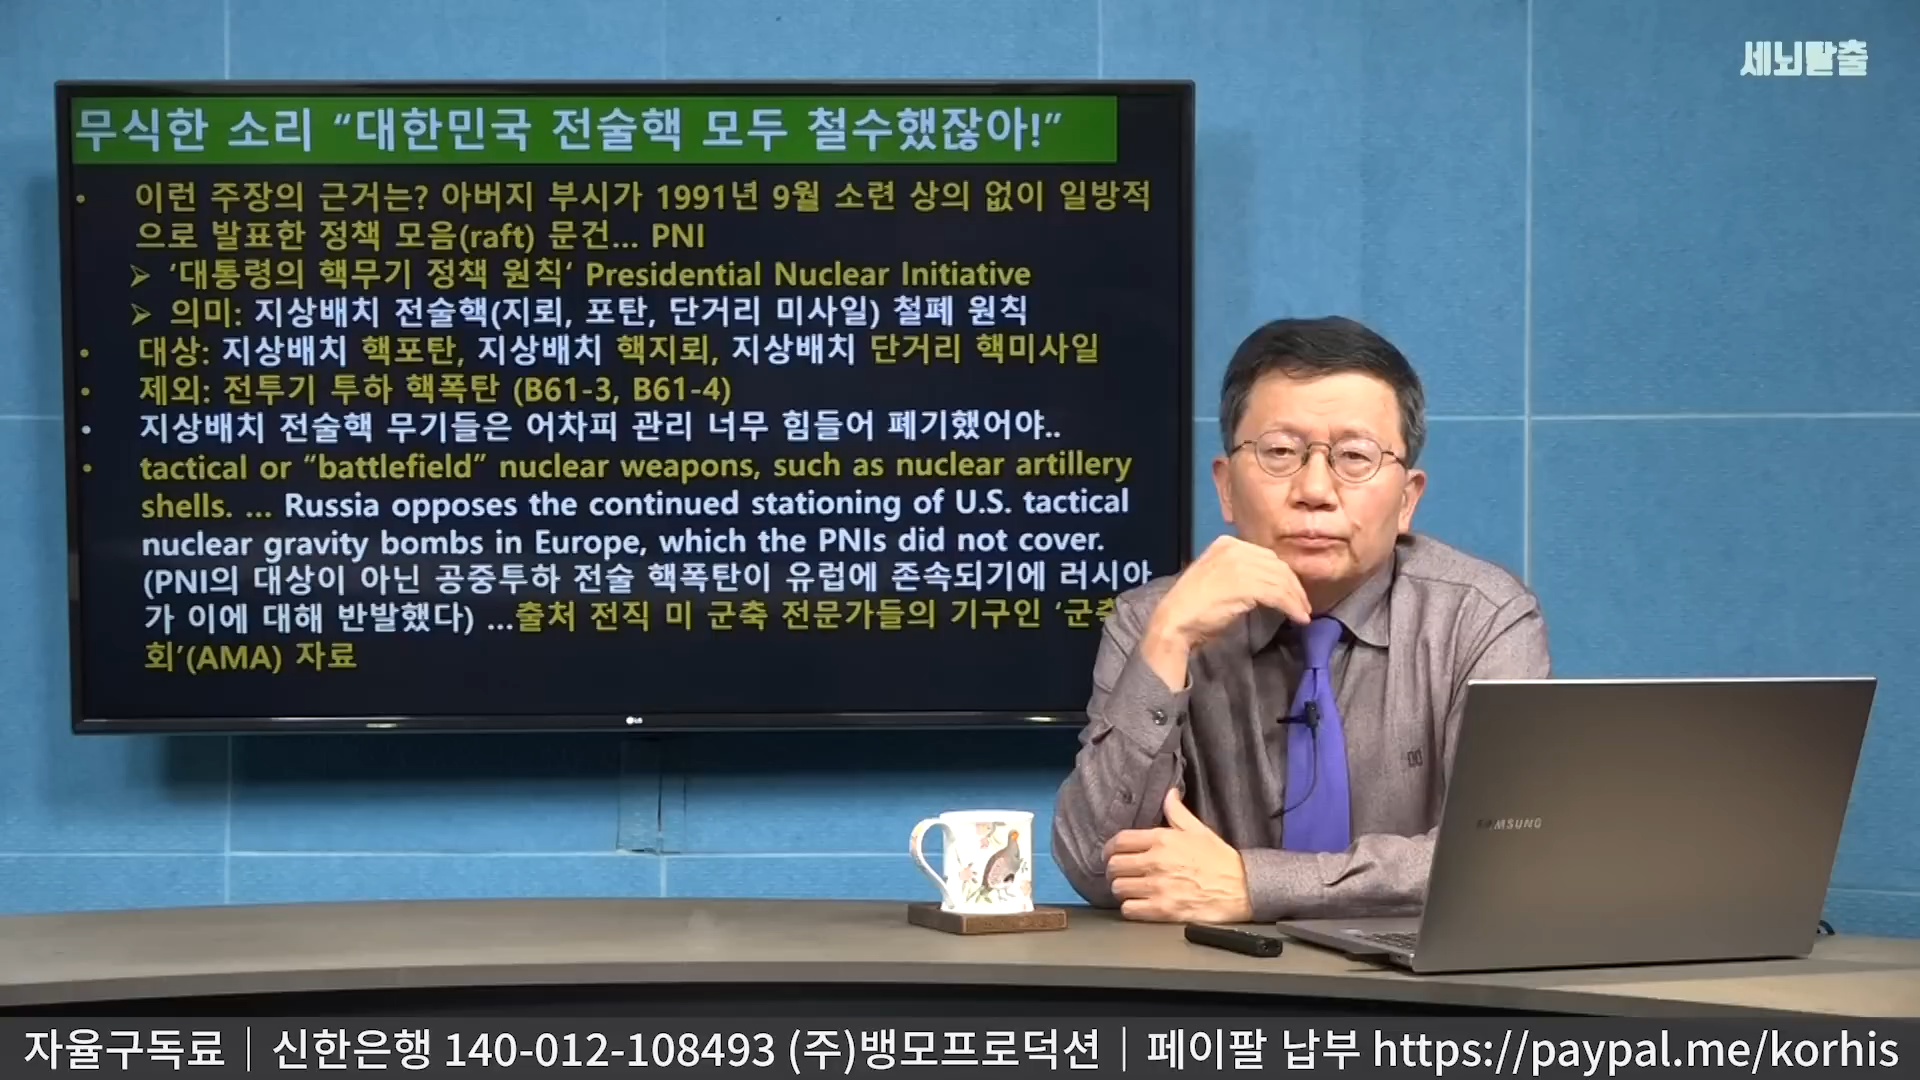 세뇌탈출
무식한 소리 “대한민국 전술핵 모두 철수했잖아!”
• 이런 주장의 근거는? 아버지 부시가 1991년 9월 소련 상의 없이 일방적
으로 발표한 정책 모음(raft) 문건... PNI
➢ ‘대통령의 핵무기 정책 원칙‘ Presidential Nuclear Initiative
➢ 의미: 지상배치 전술핵(지뢰, 포탄, 단거리 미사일) 철폐 원칙
• 대상: 지상배치 핵포탄, 지상배치 핵지뢰, 지상배치 단거리 핵미사일
• 제외: 전투기 투하 핵폭탄 (B61-3, B61-4)
• 지상배치 전술핵 무기들은 어차피 관리 너무 힘들어 폐기했어야..
• tactical or “battlefield” nuclear weapons, such as nuclear artillery
shells. ... Russia opposes the continued stationing of U.S. tactical
nuclear gravity bombs in Europe, which the PNIs did not cover.
(PNI의 대상이 아닌 공중투하 전술 핵폭탄이 유럽에 존속되기에 러시아
가 이에 대해 반발했다) ...출처 전직 미 군축 전문가들의 기구인 ‘군축
회’(AMA) 자료
LG
SAMSUNG
자율구독료｜신한은행 140-012-108493 (주)뱅모프로덕션｜페이팔 납부 https://paypal.me/korhis